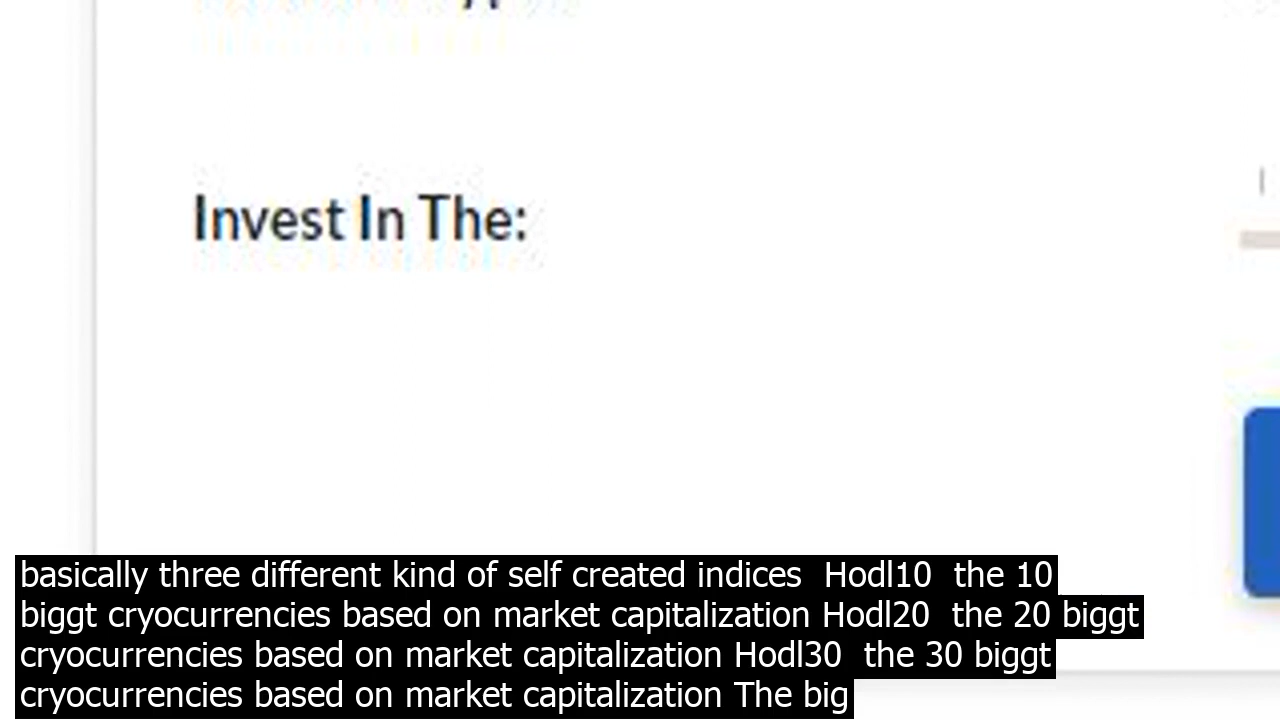 Invest In The:
basically three different kind of self created indices  Hodl10  the 10
biggt cryocurrencies based on market capitalization Hodl20  the 20 biggt
cryocurrencies based on market capitalization Hodl30  the 30 biggt
cryocurrencies based on market capitalization The big